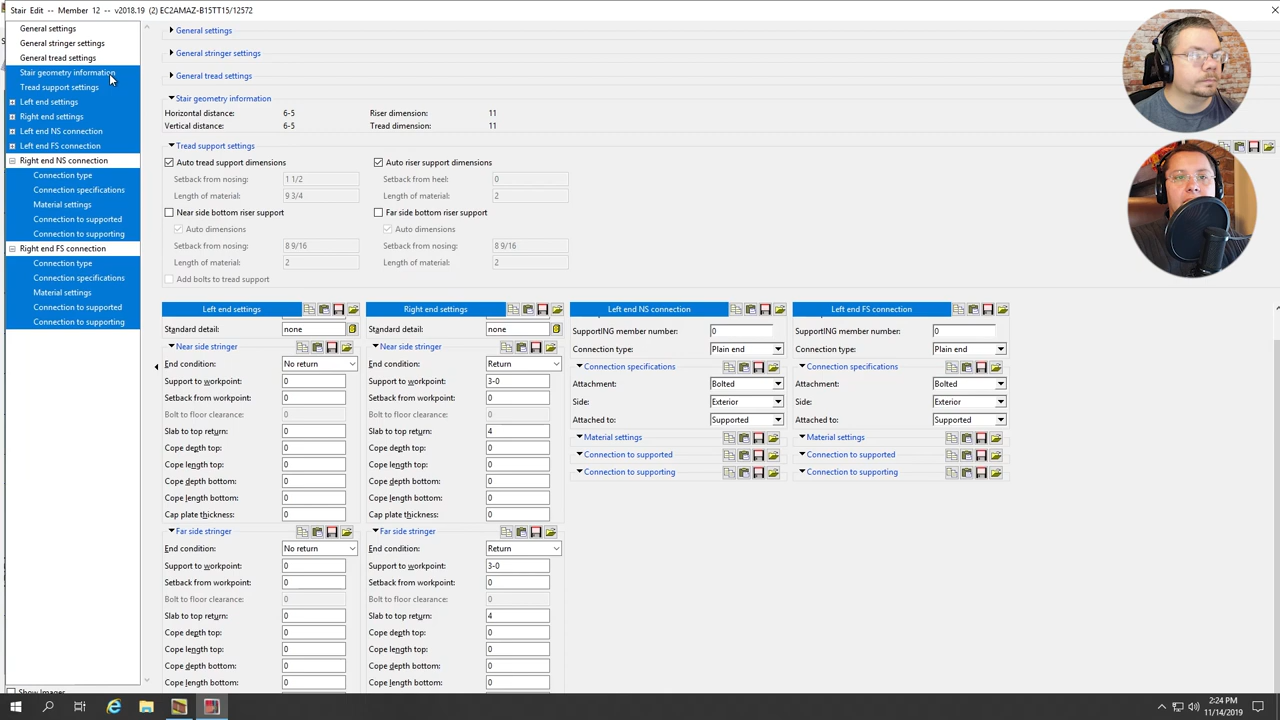 Stair Edit -- Member 12 -- v2018.19 (2) EC2AMAZ-B15TT15/12572
General settings
General stringer settings
General tread settings
Stair geometry information
Tread support settings
Left end settings
Right end settings
Left end NS connection
Left end FS connection
Right end NS connection
Connection type
Connection specifications
Material settings
Connection to supported
Connection to supporting
Right end FS connection
Connection type
Connection specifications
Material settings
Connection to supported
Connection to supporting
Show Images
General settings
General stringer settings
General tread settings
Stair geometry information
Horizontal distance: 6-5 Riser dimension: 11
Vertical distance: 6-5 Tread dimension: 11
Tread support settings
Auto tread support dimensions Auto riser support dimensions
Setback from nosing: 1 1/2 Setback from heel: 0
Length of material: 9 3/4 Length of material: 2
Near side bottom riser support Far side bottom riser support
Auto dimensions Auto dimensions
Setback from nosing: 8 9/16 Setback from nosing: 8 9/16
Length of material: 2 Length of material: 2
Add bolts to tread support
Left end settings
Standard detail: none
Near side stringer
End condition: No return
Support to workpoint: 0
Setback from workpoint: 0
Bolt to floor clearance: 0
Slab to top return: 0
Cope depth top: 0
Cope length top: 0
Cope depth bottom: 0
Cope length bottom: 0
Cap plate thickness: 0
Far side stringer
End condition: No return
Support to workpoint: 0
Setback from workpoint: 0
Bolt to floor clearance: 0
Slab to top return: 0
Cope depth top: 0
Cope length top: 0
Cope depth bottom: 0
Cope length bottom: 0
Right end settings
Standard detail: none
Near side stringer
End condition: Return
Support to workpoint: 3-0
Setback from workpoint: 0
Bolt to floor clearance: 0
Slab to top return: 4
Cope depth top: 0
Cope length top: 0
Cope depth bottom: 0
Cope length bottom: 0
Cap plate thickness: 0
Far side stringer
End condition: Return
Support to workpoint: 3-0
Setback from workpoint: 0
Bolt to floor clearance: 0
Slab to top return: 4
Cope depth top: 0
Cope length top: 0
Cope depth bottom: 0
Cope length bottom: 0
Left end NS connection
SupportING member number: 0
Connection type: Plain end
Connection specifications
Attachment: Bolted
Side: Exterior
Attached to: Supported
Material settings
Connection to supported
Connection to supporting
Left end FS connection
SupportING member number: 0
Connection type: Plain end
Connection specifications
Attachment: Bolted
Side: Exterior
Attached to: Supported
Material settings
Connection to supported
Connection to supporting
2:24 PM
11/14/2019